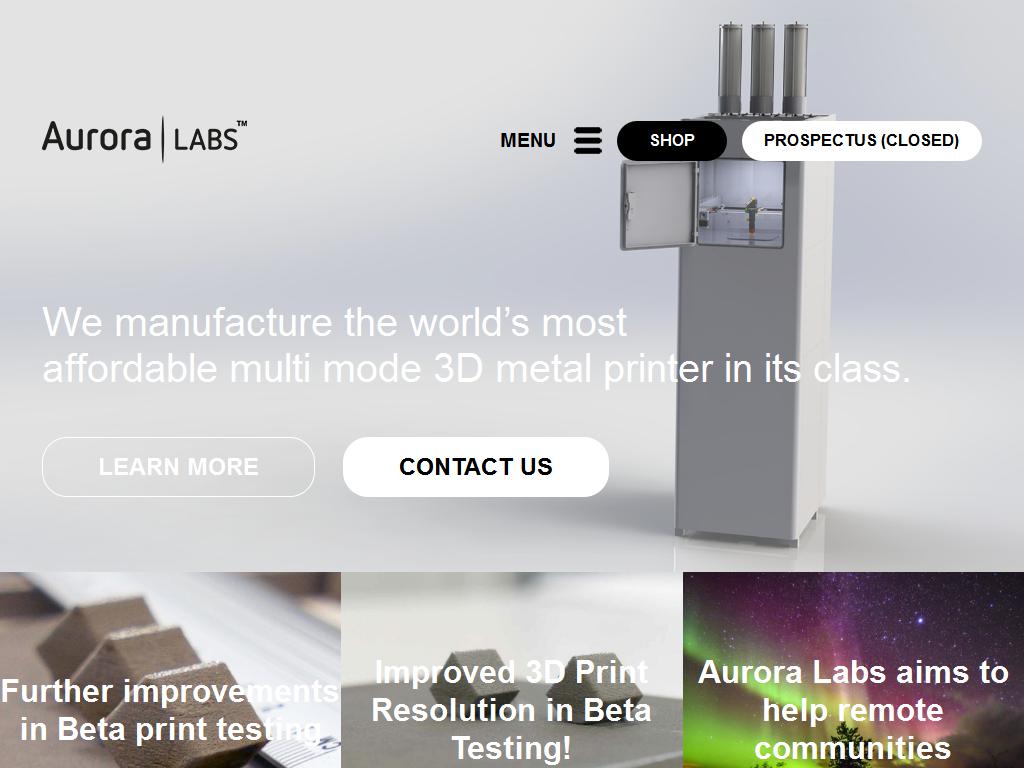 Aurora | LABS™
MENU
SHOP
PROSPECTUS (CLOSED)
We manufacture the world’s most
affordable multi mode 3D metal printer in its class.
LEARN MORE
CONTACT US
Further improvements
in Beta print testing
Improved 3D Print
Resolution in Beta
Testing!
Aurora Labs aims to
help remote
communities